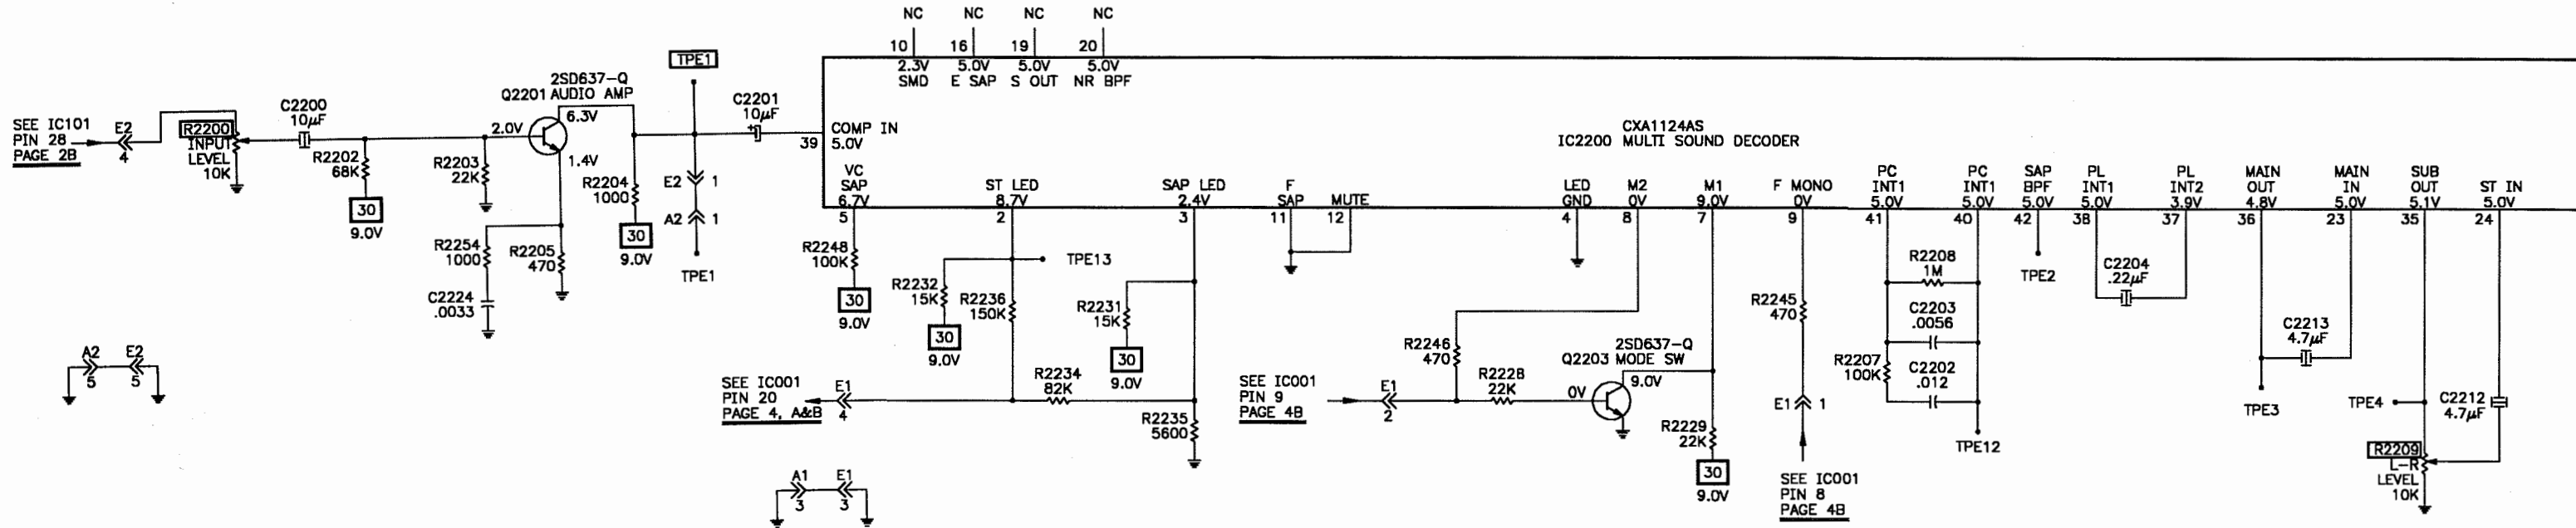 NC
NC
NC
NC
10
16
19
20
2.3V
5.0V
5.0V
5.0V
SMD
E SAP
S OUT
NR BPF
TPE1
2SD637-Q
Q2201 AUDIO AMP
6.3V
2.0V
1.4V
C2200
10µF
C2201
10µF
+
SEE IC101
PIN 28
PAGE 2B
E2
4
R2200
INPUT
LEVEL
10K
R2202
68K
30
9.0V
R2203
22K
R2204
1000
30
9.0V
E2 1
A2 1
TPE1
R2254
1000
R2205
470
C2224
.0033
A2
5
E2
5
COMP IN
39
5.0V
CXA1124AS
IC2200 MULTI SOUND DECODER
VC
SAP
6.7V
5
ST LED
8.7V
2
SAP LED
2.4V
3
F
SAP
11
MUTE
12
LED
GND
4
M2
0V
8
M1
9.0V
7
F MONO
0V
9
PC
INT1
5.0V
41
PC
INT1
5.0V
40
SAP
BPF
5.0V
42
PL
INT1
5.0V
38
PL
INT2
3.9V
37
MAIN
OUT
4.8V
36
MAIN
IN
5.0V
23
SUB
OUT
5.1V
35
ST IN
5.0V
24
R2248
100K
30
9.0V
TPE13
R2232
15K
30
9.0V
R2236
150K
R2231
15K
30
9.0V
R2234
82K
R2235
5600
SEE IC001
PIN 20
PAGE 4, A&B
E1
4
A1
3
E1
3
SEE IC001
PIN 9
PAGE 4B
E1
2
R2246
470
R2228
22K
0V
2SD637-Q
Q2203 MODE SW
9.0V
R2229
22K
30
9.0V
R2245
470
E1 1
SEE IC001
PIN 8
PAGE 4B
R2208
1M
C2203
.0056
R2207
100K
C2202
.012
TPE12
TPE2
C2204
.22µF
C2213
4.7µF
TPE3
TPE4
C2212
4.7µF
R2209
L-R
LEVEL
10K